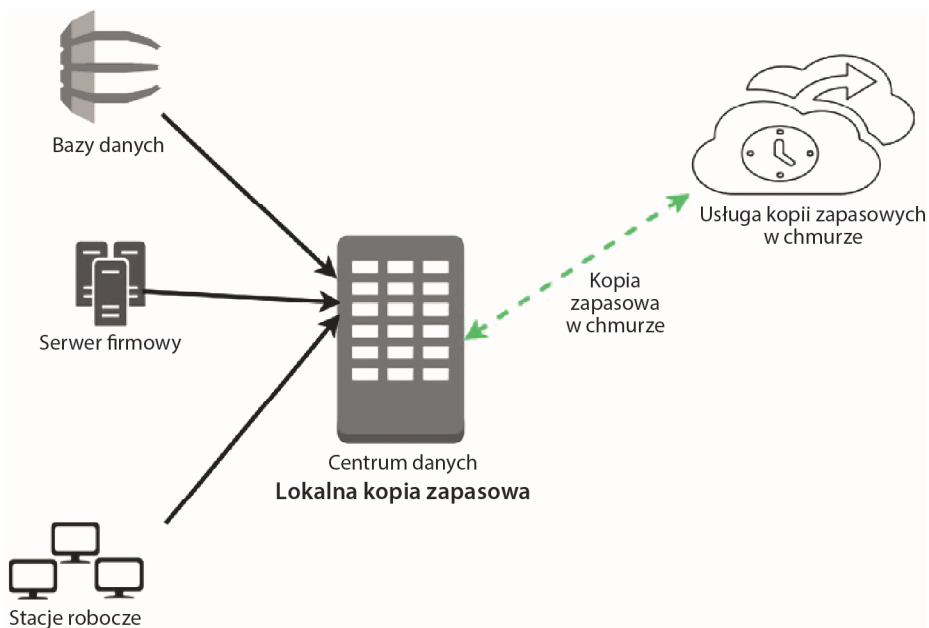 Bazy danych
Usługa kopii zapasowych
w chmurze
Kopia
zapasowa
w chmurze
Serwer firmowy
Centrum danych
Lokalna kopia zapasowa
Stacje robocze